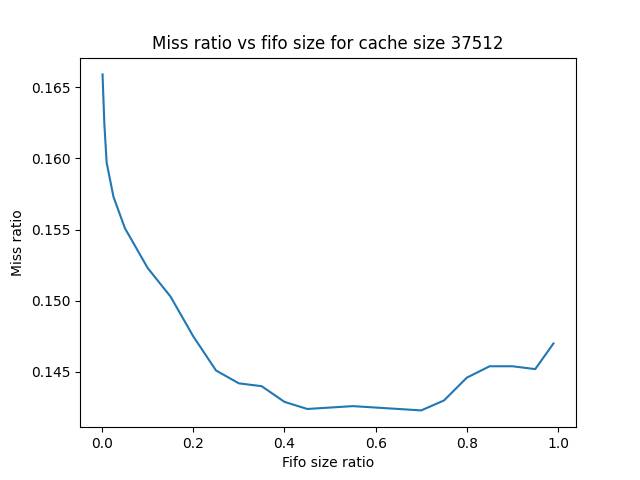 Miss ratio vs fifo size for cache size 37512
0.165
0.160
0.155
0.150
0.145
Miss ratio
0.0 0.2 0.4 0.6 0.8 1.0
Fifo size ratio